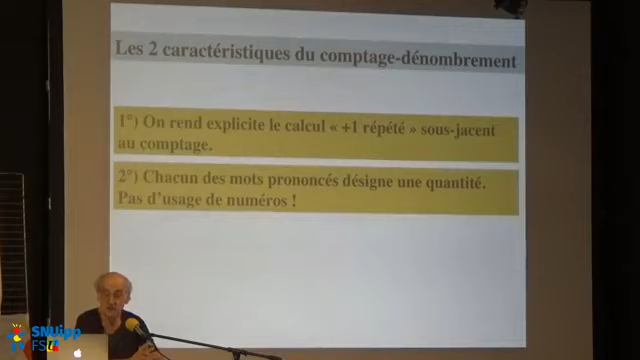 Les 2 caractéristiques du comptage-dénombrement
1°) On rend explicite le calcul « +1 répété » sous-jacent
au comptage.
2°) Chacun des mots prononcés désigne une quantité.
Pas d'usage de numéros !
SNUipp
FSU